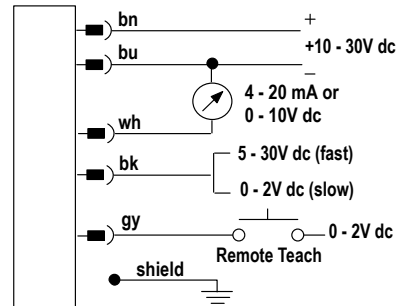 bn
+
+10 - 30V dc
bu
–
4 - 20 mA or
0 - 10V dc
wh
5 - 30V dc (fast)
bk
0 - 2V dc (slow)
gy
0 - 2V dc
Remote Teach
shield